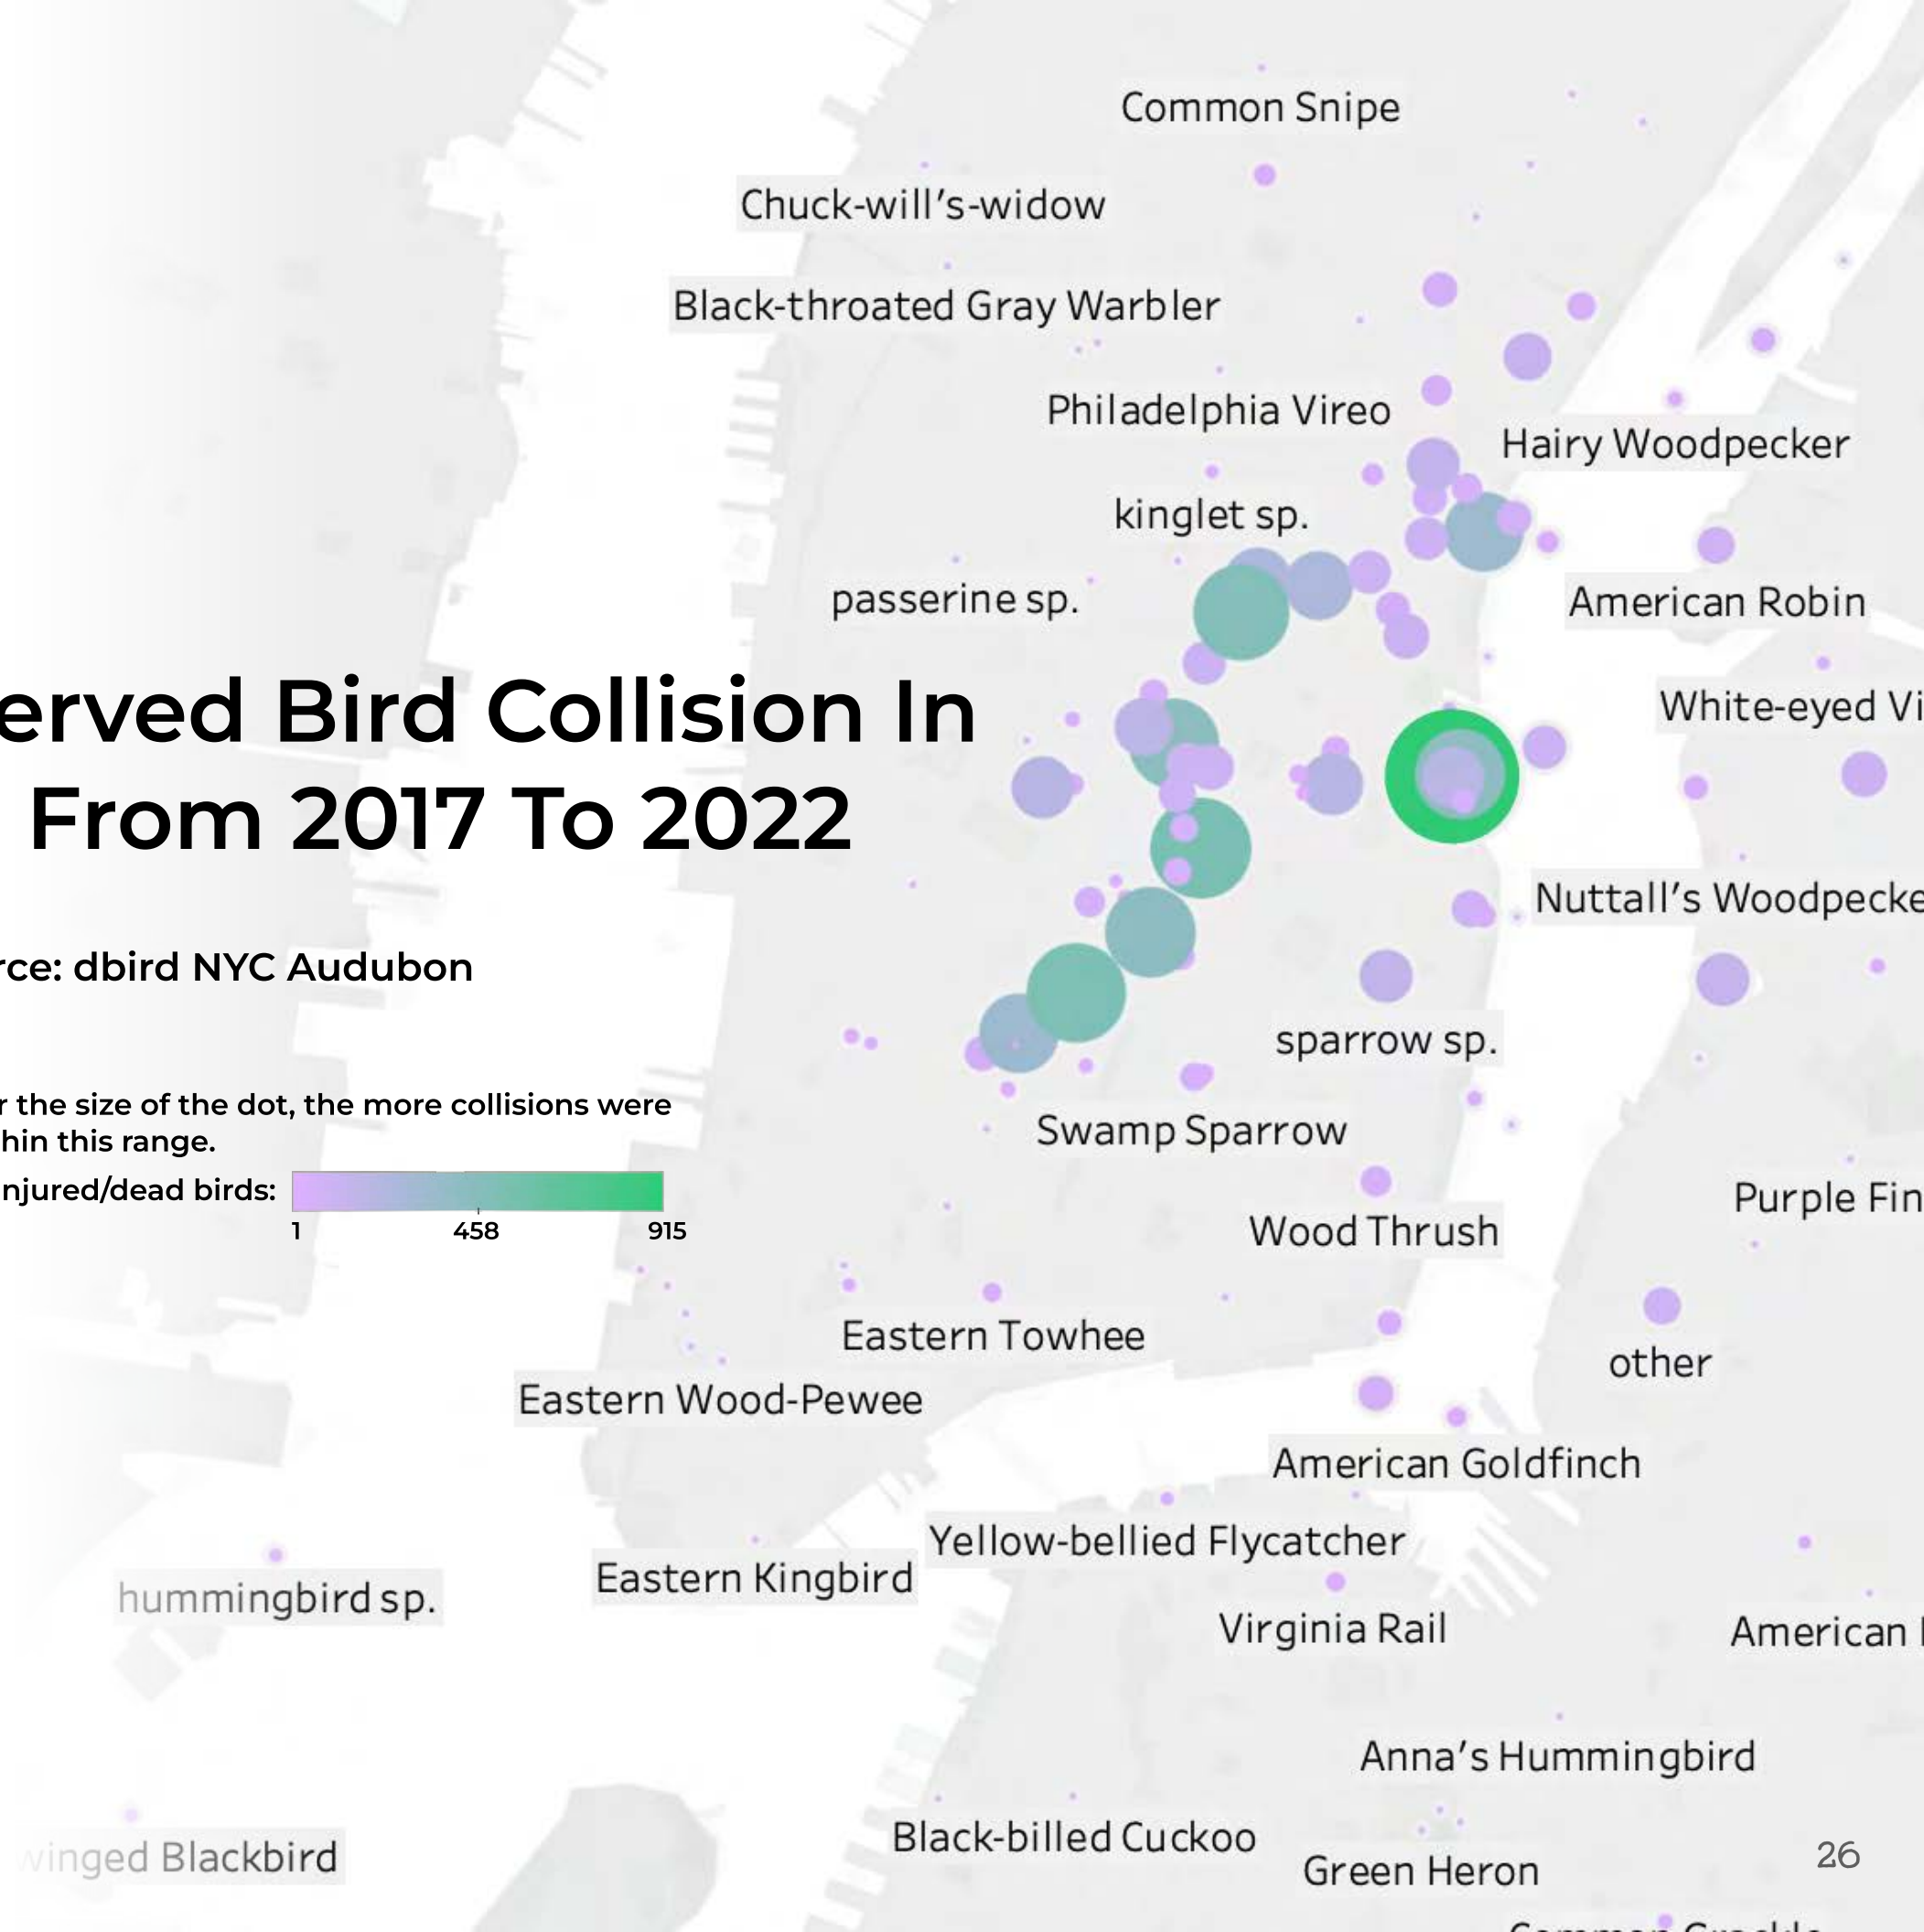 Common Snipe
Chuck-will's-widow
Black-throated Gray Warbler
Philadelphia Vireo
Hairy Woodpecker
kinglet sp.
passerine sp.
American Robin
erved Bird Collision In
White-eyed Vi
From 2017 To 2022
Nuttall's Woodpecke
rce: dbird NYC Audubon
sparrow sp.
r the size of the dot, the more collisions were
hin this range.
Swamp Sparrow
njured/dead birds:
1 458 915
Purple Fin
Wood Thrush
Eastern Towhee
other
Eastern Wood-Pewee
American Goldfinch
Yellow-bellied Flycatcher
Eastern Kingbird
hummingbird sp.
Virginia Rail
American
Anna's Hummingbird
Black-billed Cuckoo
winged Blackbird
Green Heron
26